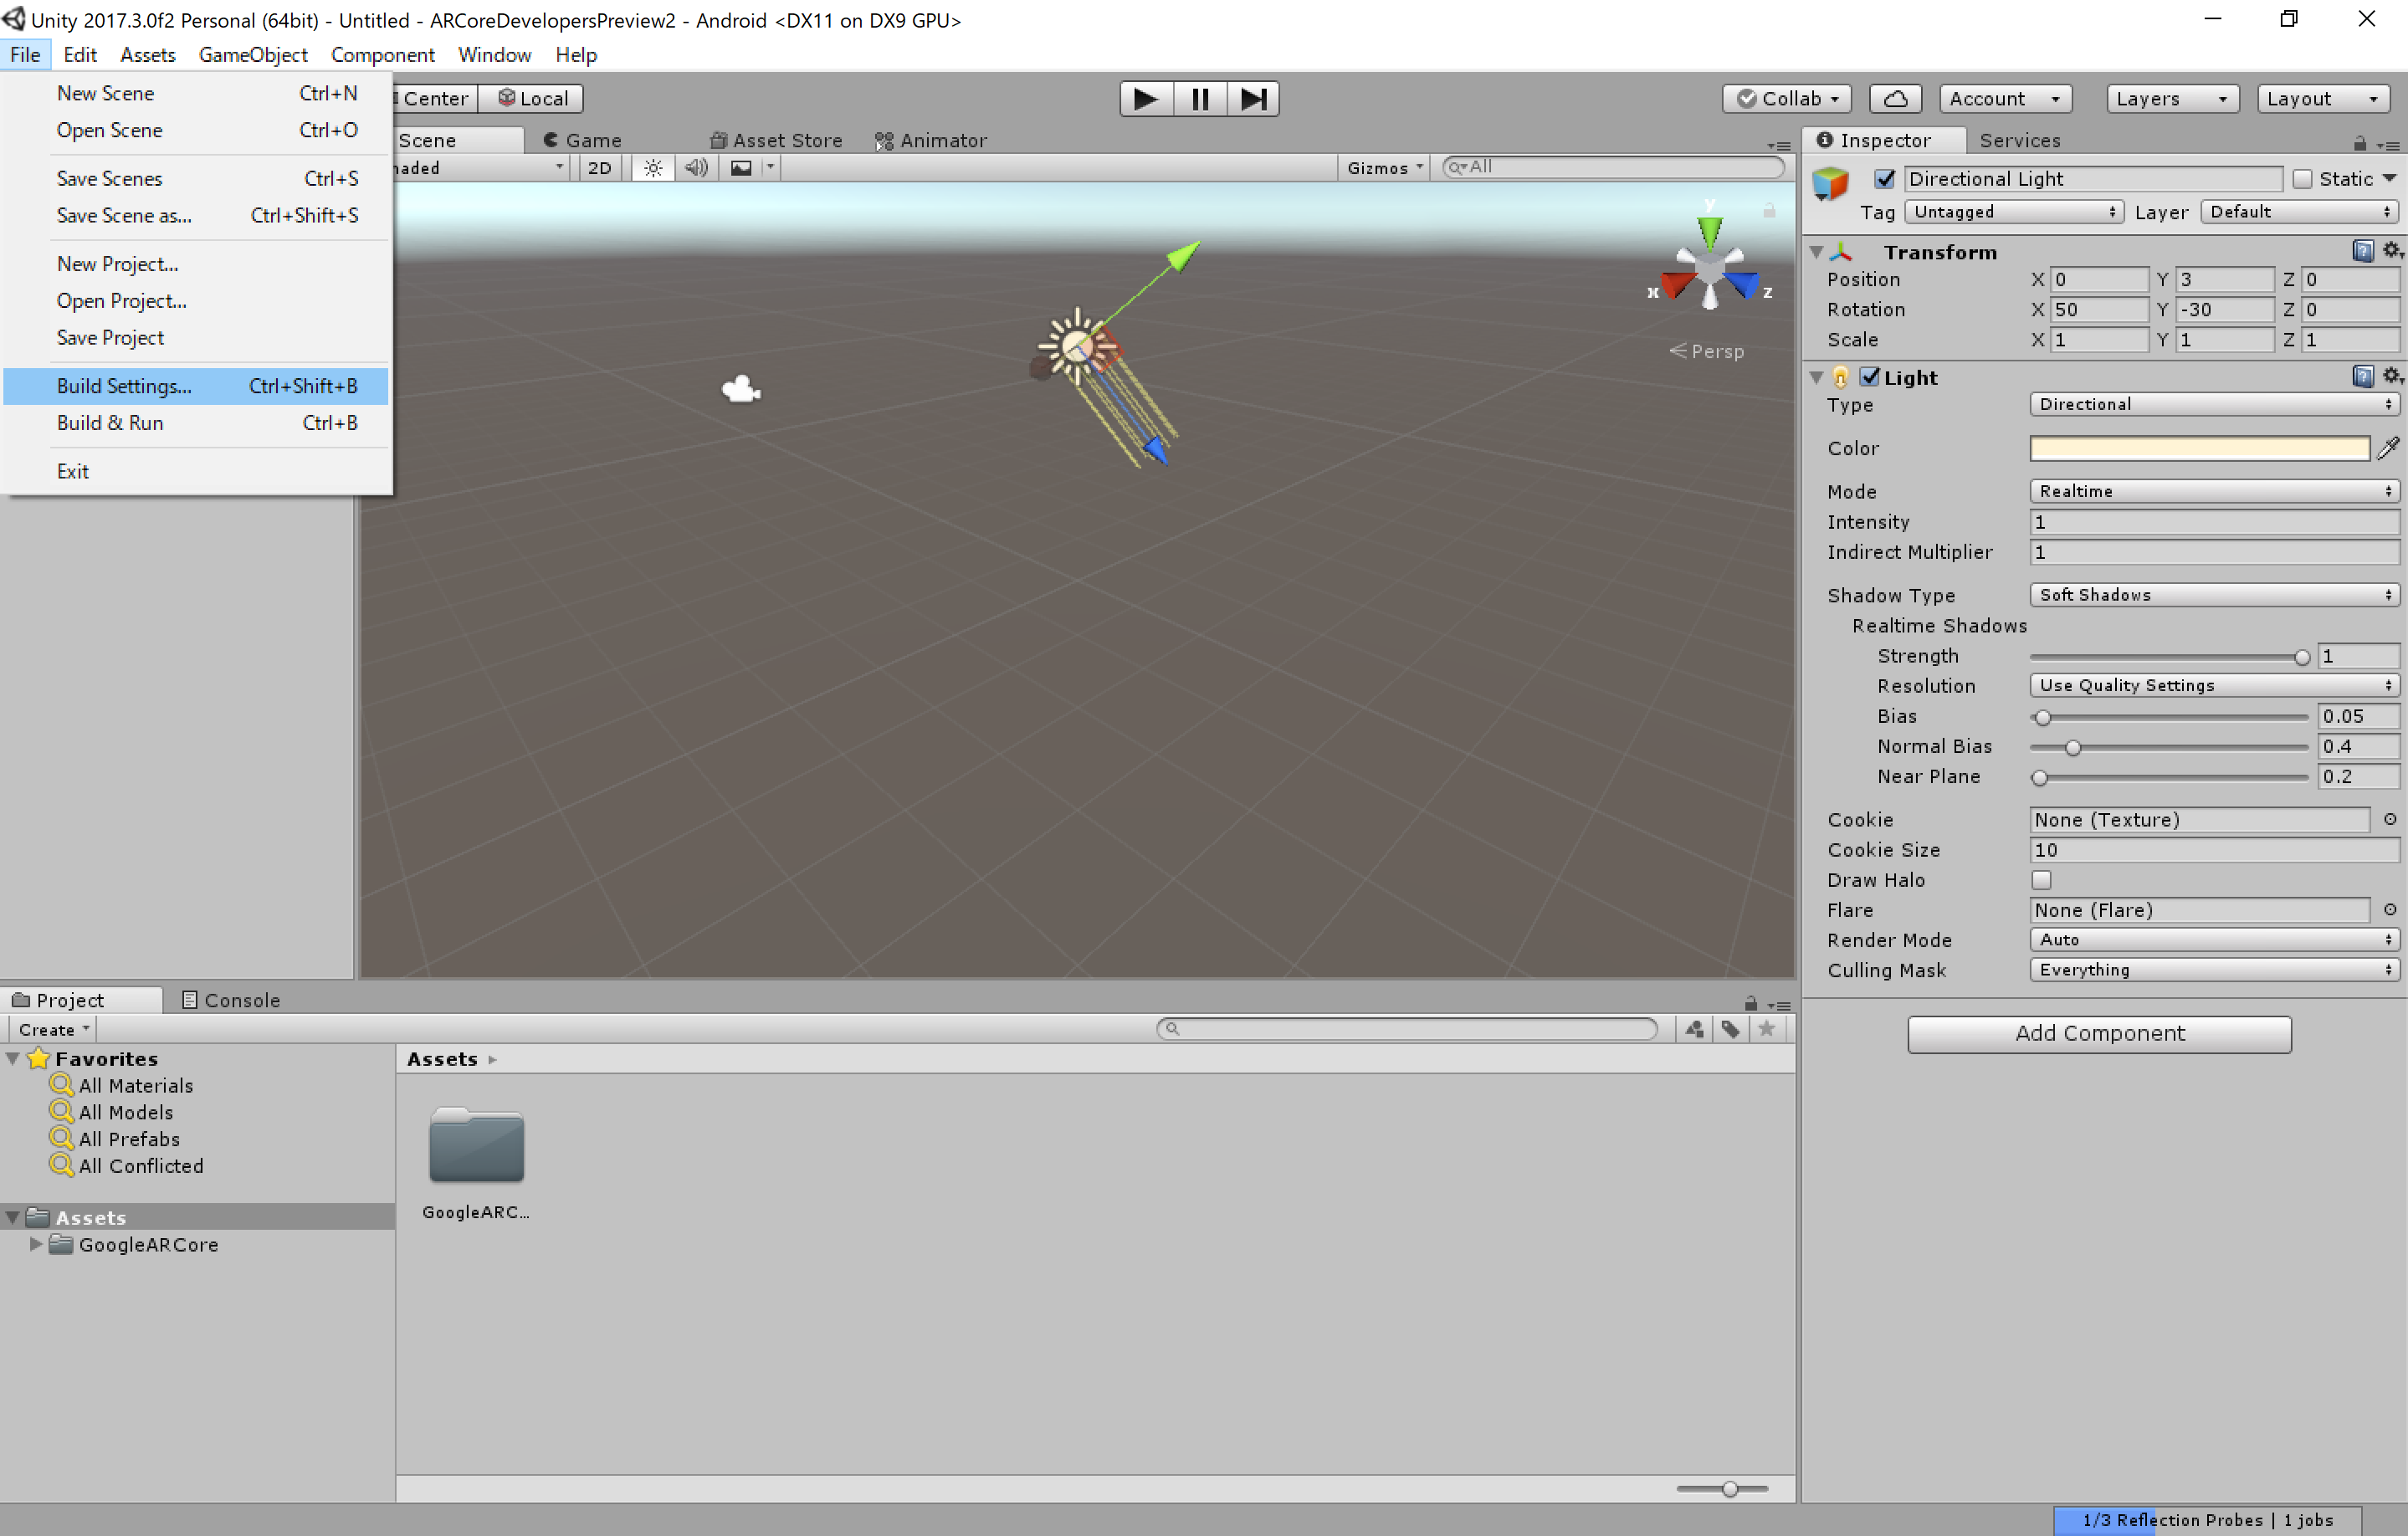 Unity 2017.3.0f2 Personal (64bit) - Untitled - ARCoreDevelopersPreview2 - Android <DX11 on DX9 GPU>
File Edit Assets GameObject Component Window Help
New Scene Ctrl+N
Open Scene Ctrl+O
Save Scenes Ctrl+S
Save Scene as... Ctrl+Shift+S
New Project...
Open Project...
Save Project
Build Settings... Ctrl+Shift+B
Build & Run Ctrl+B
Exit
Center Local
Collab Account Layers Layout
Scene Game Asset Store Animator
haded 2D Gizmos All
y
x z
Persp
Inspector Services
Directional Light Static
Tag Untagged Layer Default
Transform
Position X 0 Y 3 Z 0
Rotation X 50 Y -30 Z 0
Scale X 1 Y 1 Z 1
Light
Type Directional
Color
Mode Realtime
Intensity 1
Indirect Multiplier 1
Shadow Type Soft Shadows
Realtime Shadows
Strength 1
Resolution Use Quality Settings
Bias 0.05
Normal Bias 0.4
Near Plane 0.2
Cookie None (Texture)
Cookie Size 10
Draw Halo
Flare None (Flare)
Render Mode Auto
Culling Mask Everything
Add Component
Project Console
Create
Favorites
All Materials
All Models
All Prefabs
All Conflicted
Assets
GoogleARCore
Assets
GoogleARC...
1/3 Reflection Probes | 1 jobs